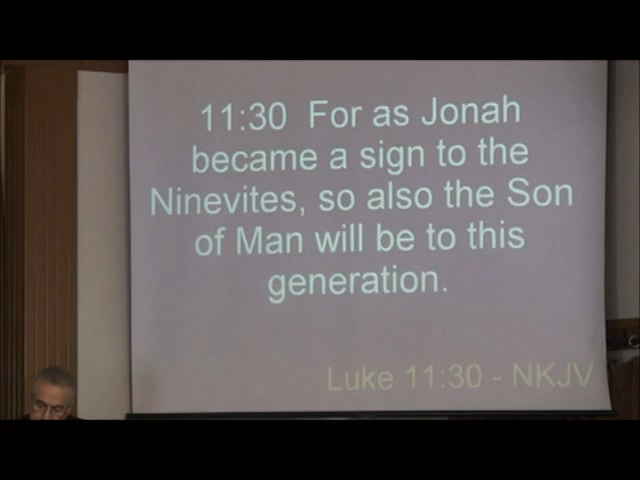 11:30 For as Jonah
became a sign to the
Ninevites, so also the Son
of Man will be to this
generation.
Luke 11:30 - NKJV